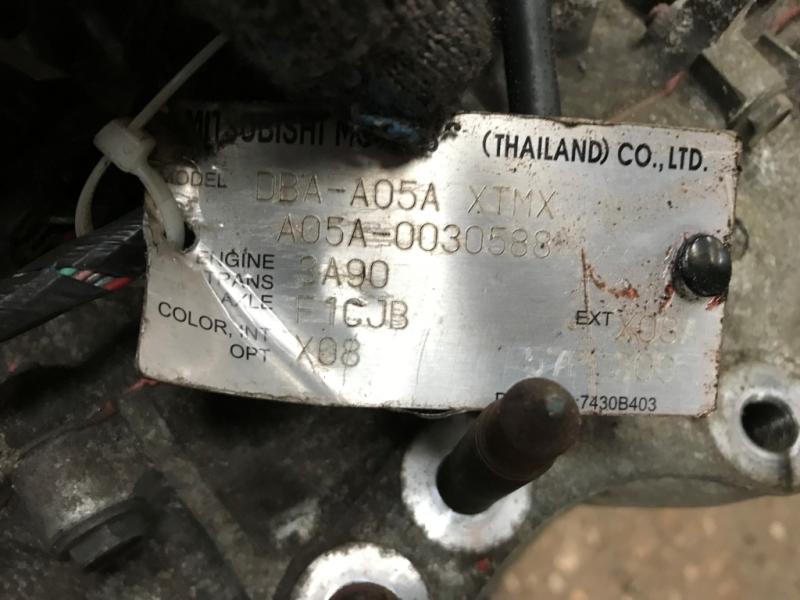 MITSUBISHI (THAILAND) CO., LTD.
MODEL DBA-A05A XTMX
A05A-0030588
ENGINE 3A90
TRANS
AXLE F1CJB
EXT
COLOR, INT X08
OPT
:7430B403